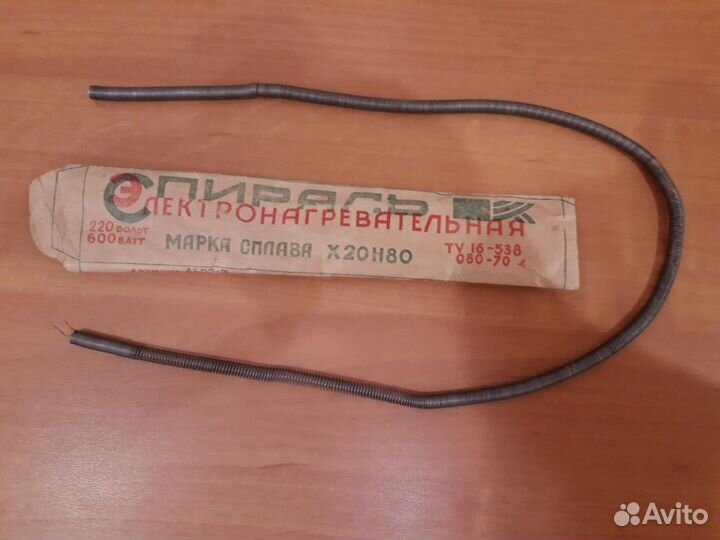 СПИРАЛЬ
ЭЛЕКТРОНАГРЕВАТЕЛЬНАЯ
220 ВОЛЬТ
600 ВАТТ
МАРКА СПЛАВА Х20Н80
ТУ 16-538
080-70
Avito